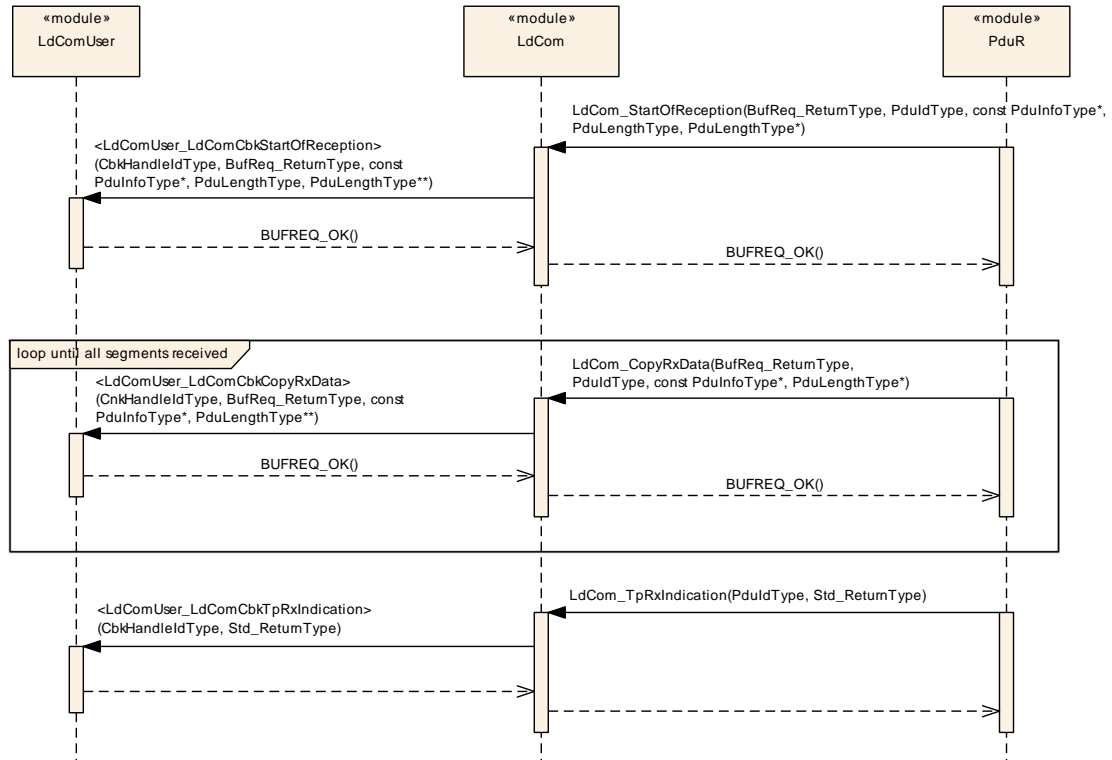 «module»
LdComUser
«module»
LdCom
«module»
PduR
LdCom_StartOfReception(BufReq_ReturnType, PduIdType, const PduInfoType*,
PduLengthType, PduLengthType*)
<LdComUser_LdComCbkStartOfReception>
(CbkHandleIdType, BufReq_ReturnType, const
PduInfoType*, PduLengthType, PduLengthType**)
BUFREQ_OK()
BUFREQ_OK()
loop until all segments received
LdCom_CopyRxData(BufReq_ReturnType,
PduIdType, const PduInfoType*, PduLengthType*)
<LdComUser_LdComCbkCopyRxData>
(CnkHandleIdType, BufReq_ReturnType, const
PduInfoType*, PduLengthType**)
BUFREQ_OK()
BUFREQ_OK()
LdCom_TpRxIndication(PduIdType, Std_ReturnType)
<LdComUser_LdComCbkTpRxIndication>
(CbkHandleIdType, Std_ReturnType)